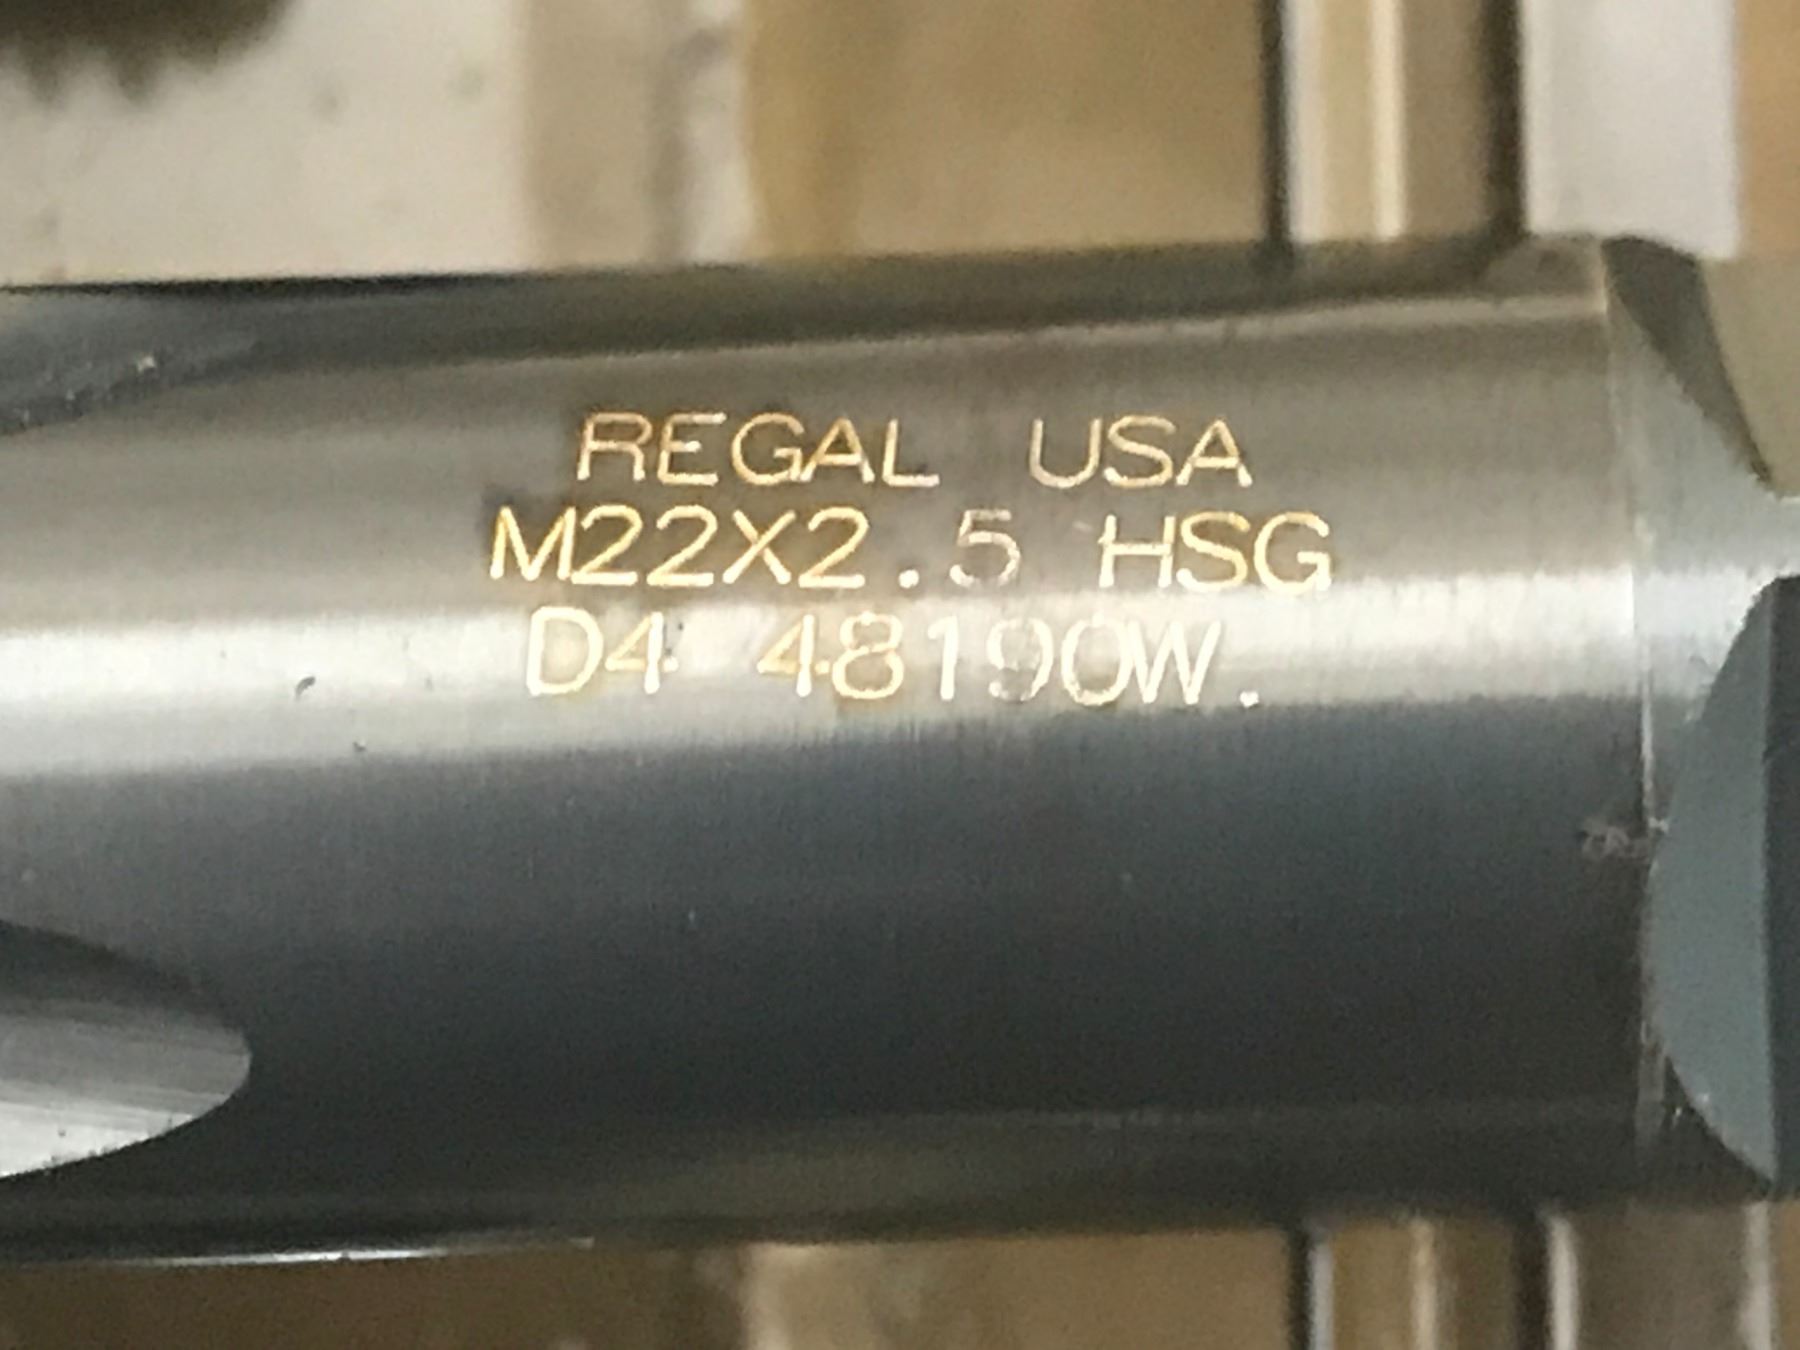 REGAL USA
M22X2.5 HSG
D4 48190W.